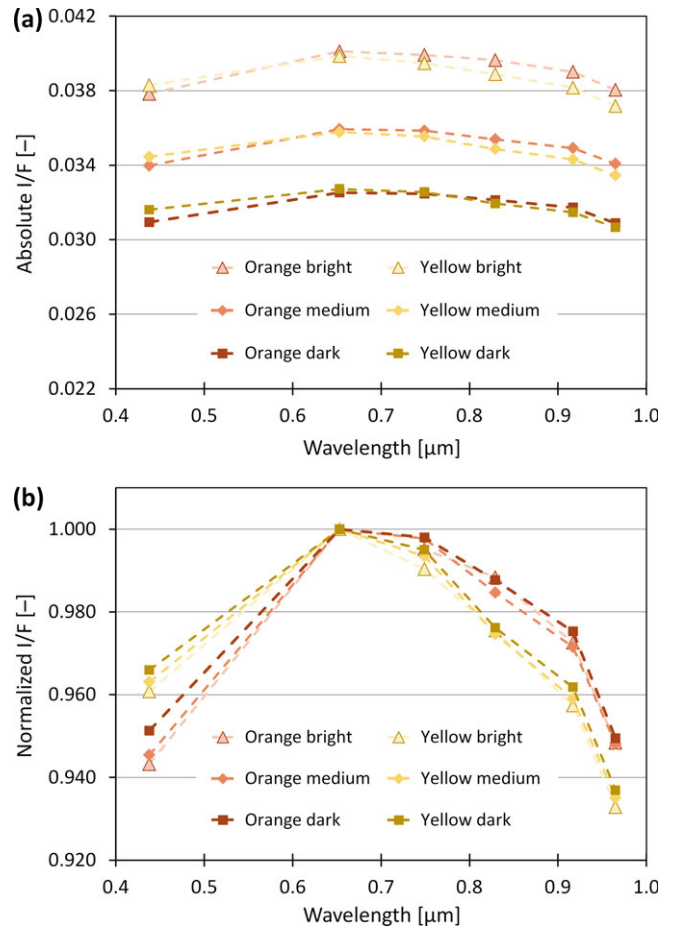 (a)
0.042
0.038
0.034
0.030
0.026
0.022
Absolute I/F [–]
Orange bright
Yellow bright
Orange medium
Yellow medium
Orange dark
Yellow dark
0.4 0.5 0.6 0.7 0.8 0.9 1.0
Wavelength [µm]
(b)
1.000
0.980
0.960
0.940
0.920
Normalized I/F [–]
Orange bright
Yellow bright
Orange medium
Yellow medium
Orange dark
Yellow dark
0.4 0.5 0.6 0.7 0.8 0.9 1.0
Wavelength [µm]